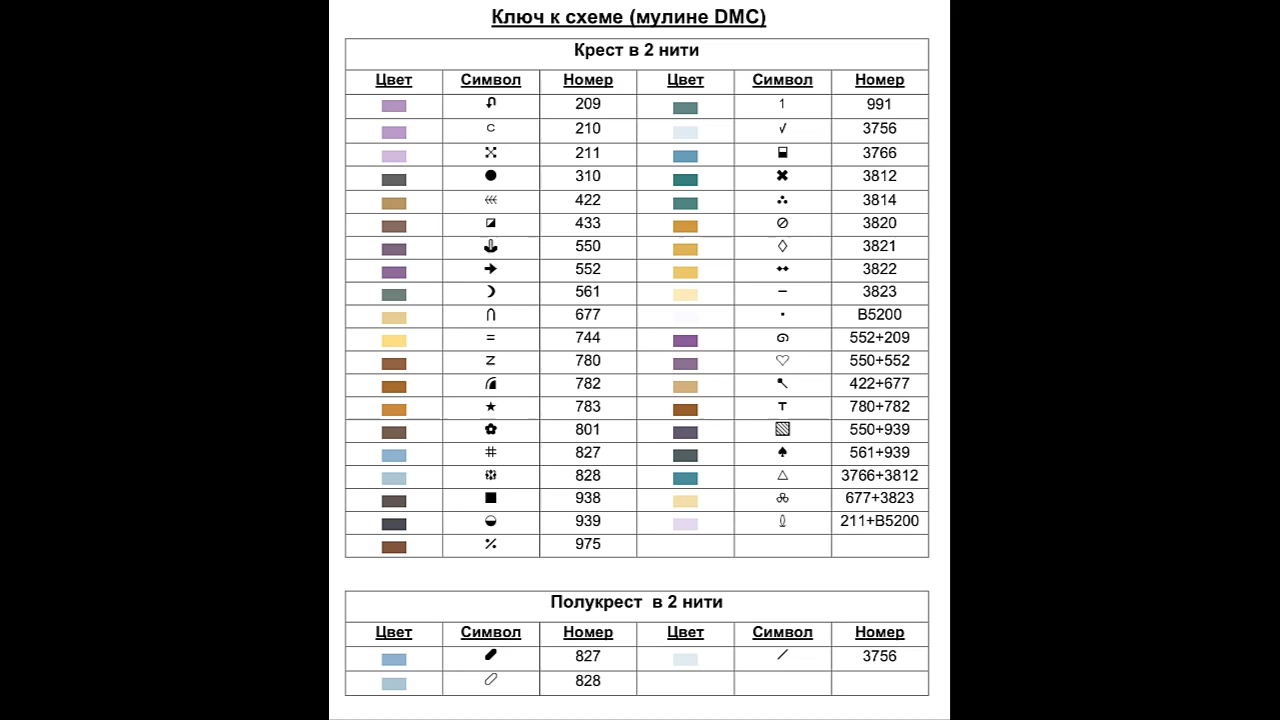 Ключ к схеме (мулине DMC)
Крест в 2 нити
Цвет Символ Номер Цвет Символ Номер
209 1 991
c 210 √ 3756
211 3766
310 3812
422 3814
433 3820
550 3821
552 3822
561 – 3823
677 B5200
= 744 552+209
z 780 550+552
782 422+677
★ 783 т 780+782
801 550+939
# 827 ♠ 561+939
828 △ 3766+3812
■ 938 677+3823
939 211+B5200
٪ 975
Полукрест в 2 нити
Цвет Символ Номер Цвет Символ Номер
827 / 3756
828